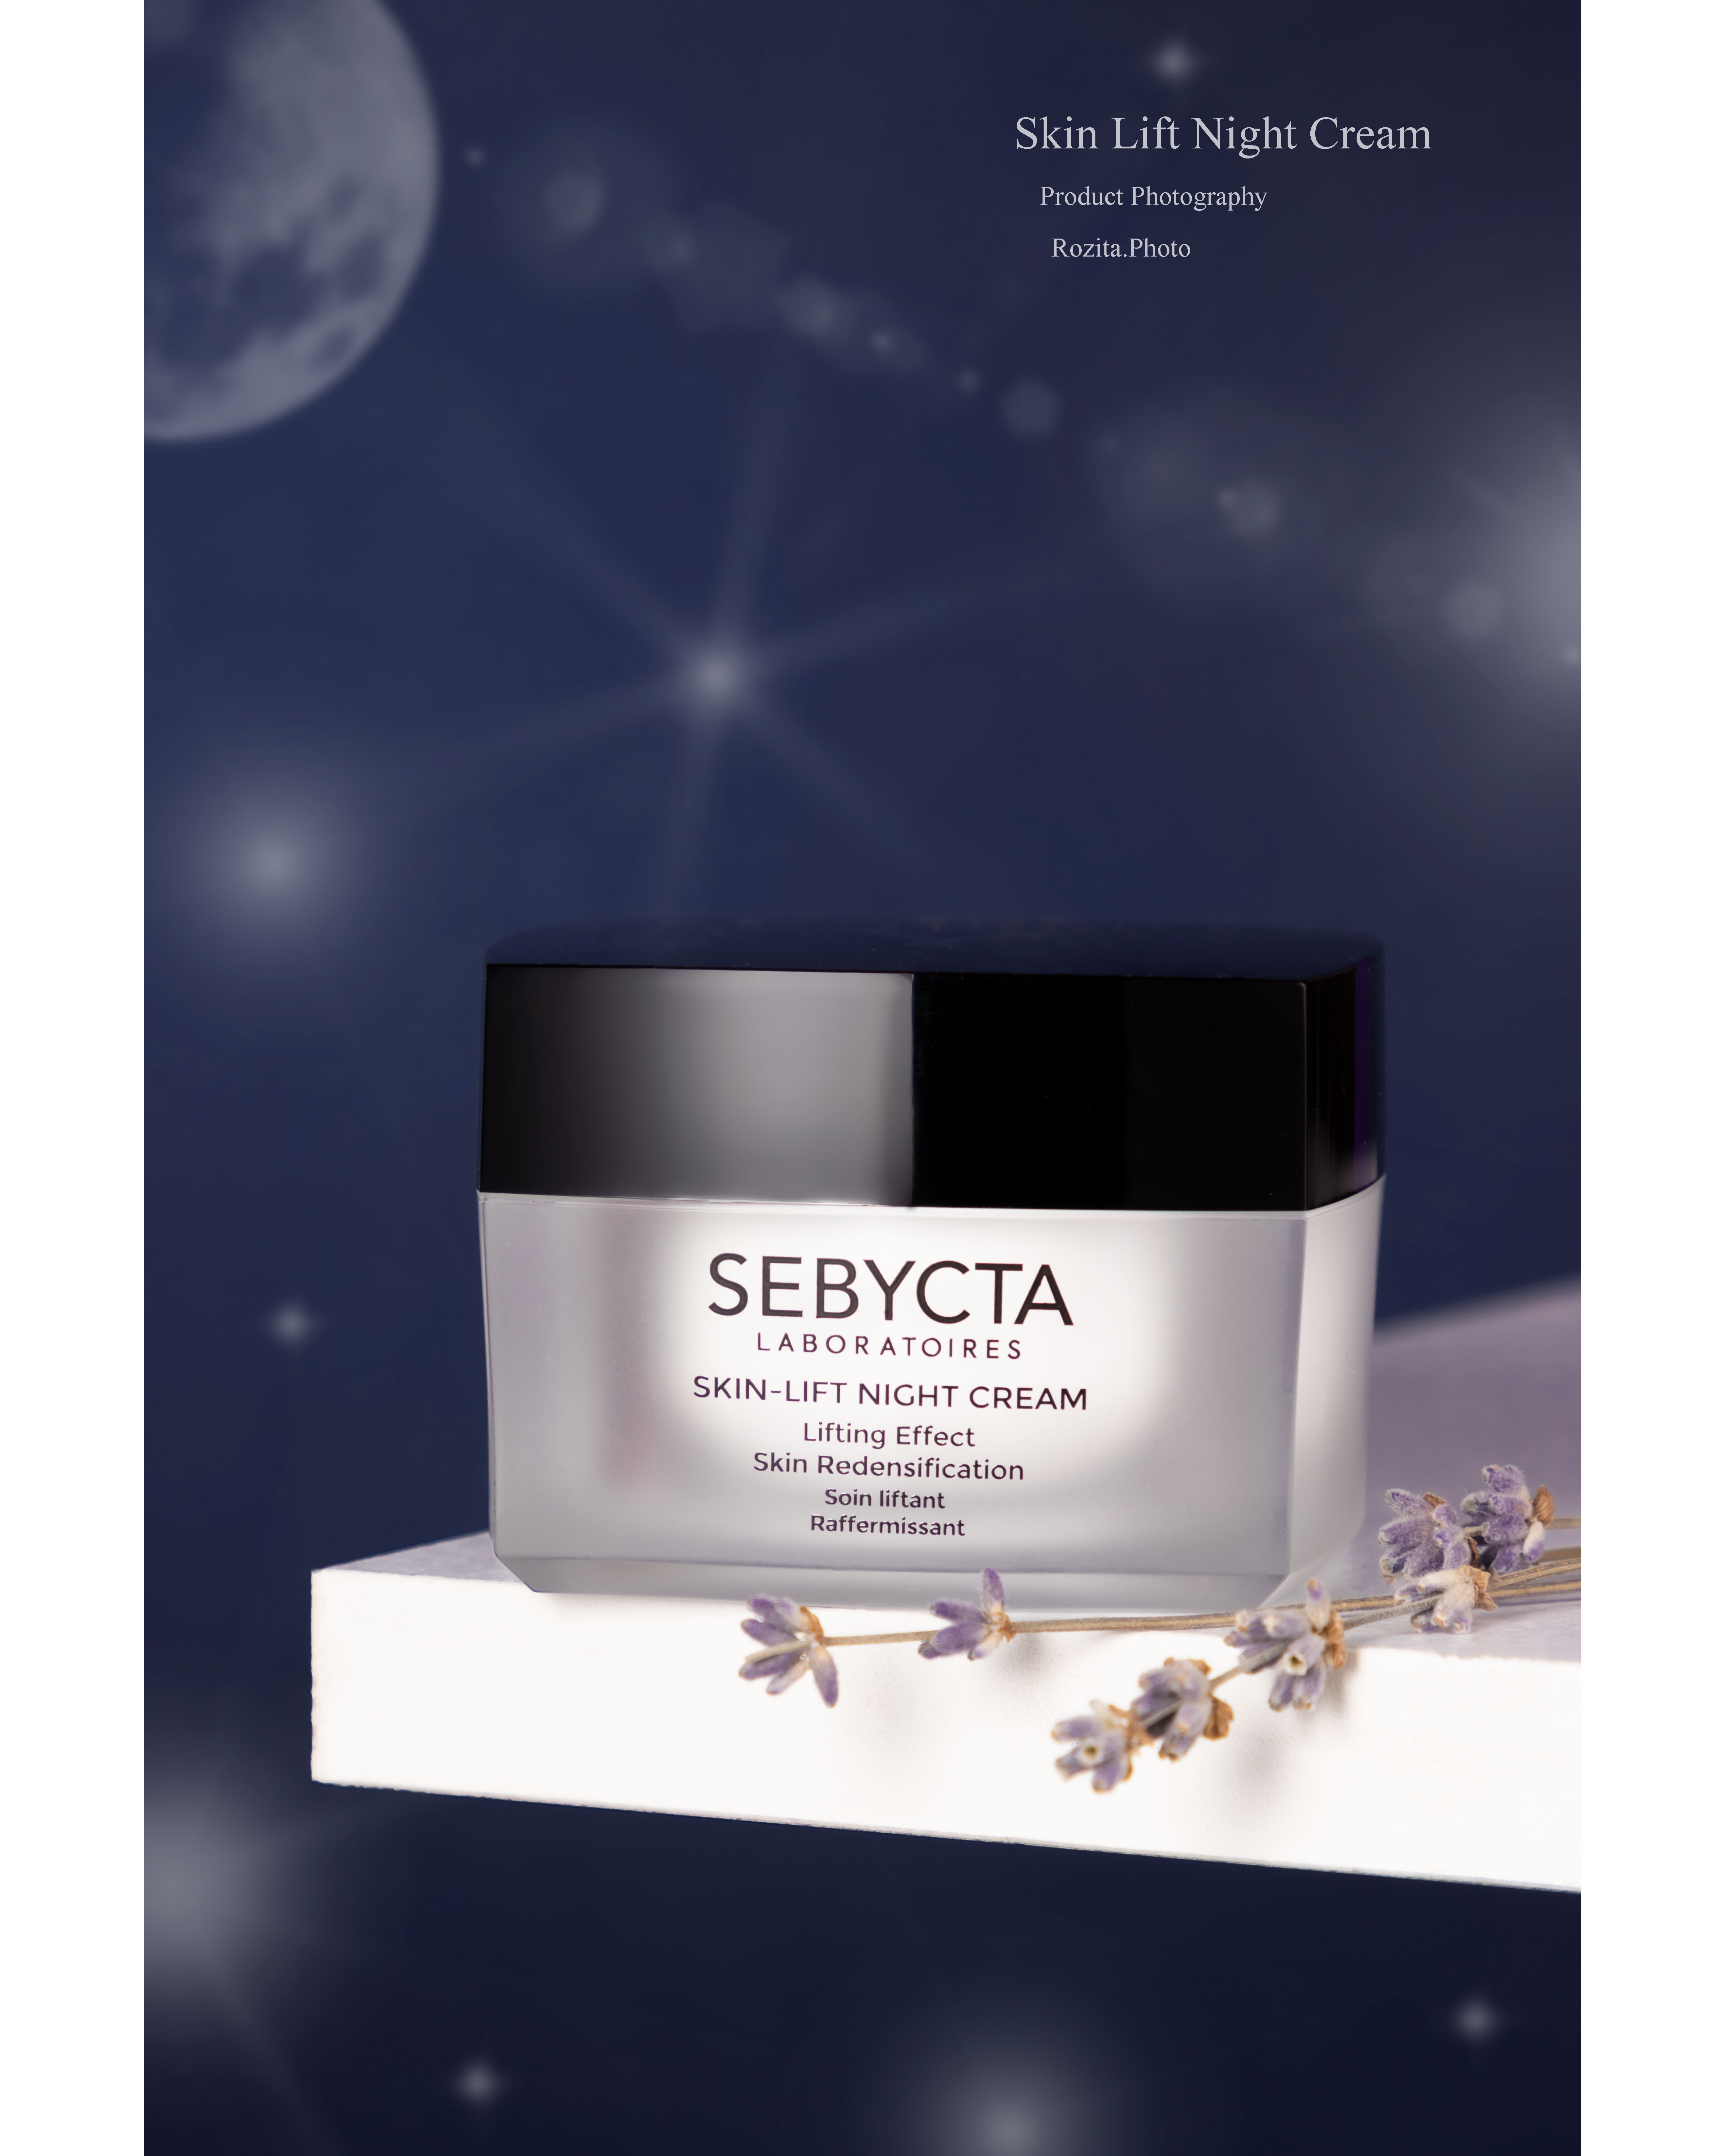 Skin Lift Night Cream
Product Photography
Rozita.Photo
SEBYCTA
LABORATOIRES
SKIN-LIFT NIGHT CREAM
Lifting Effect
Skin Redensification
Soin liftant
Raffermissant